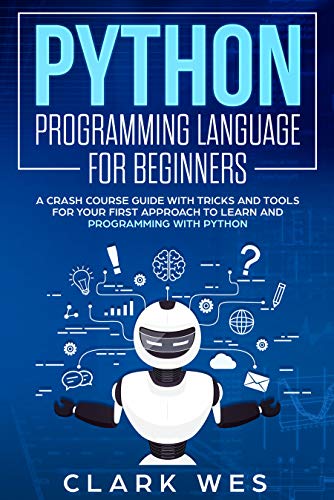 PYTHON
PROGRAMMING LANGUAGE
FOR BEGINNERS
A CRASH COURSE GUIDE WITH TRICKS AND TOOLS
FOR YOUR FIRST APPROACH TO LEARN AND
PROGRAMMING WITH PYTHON
!
?
CLARK WES